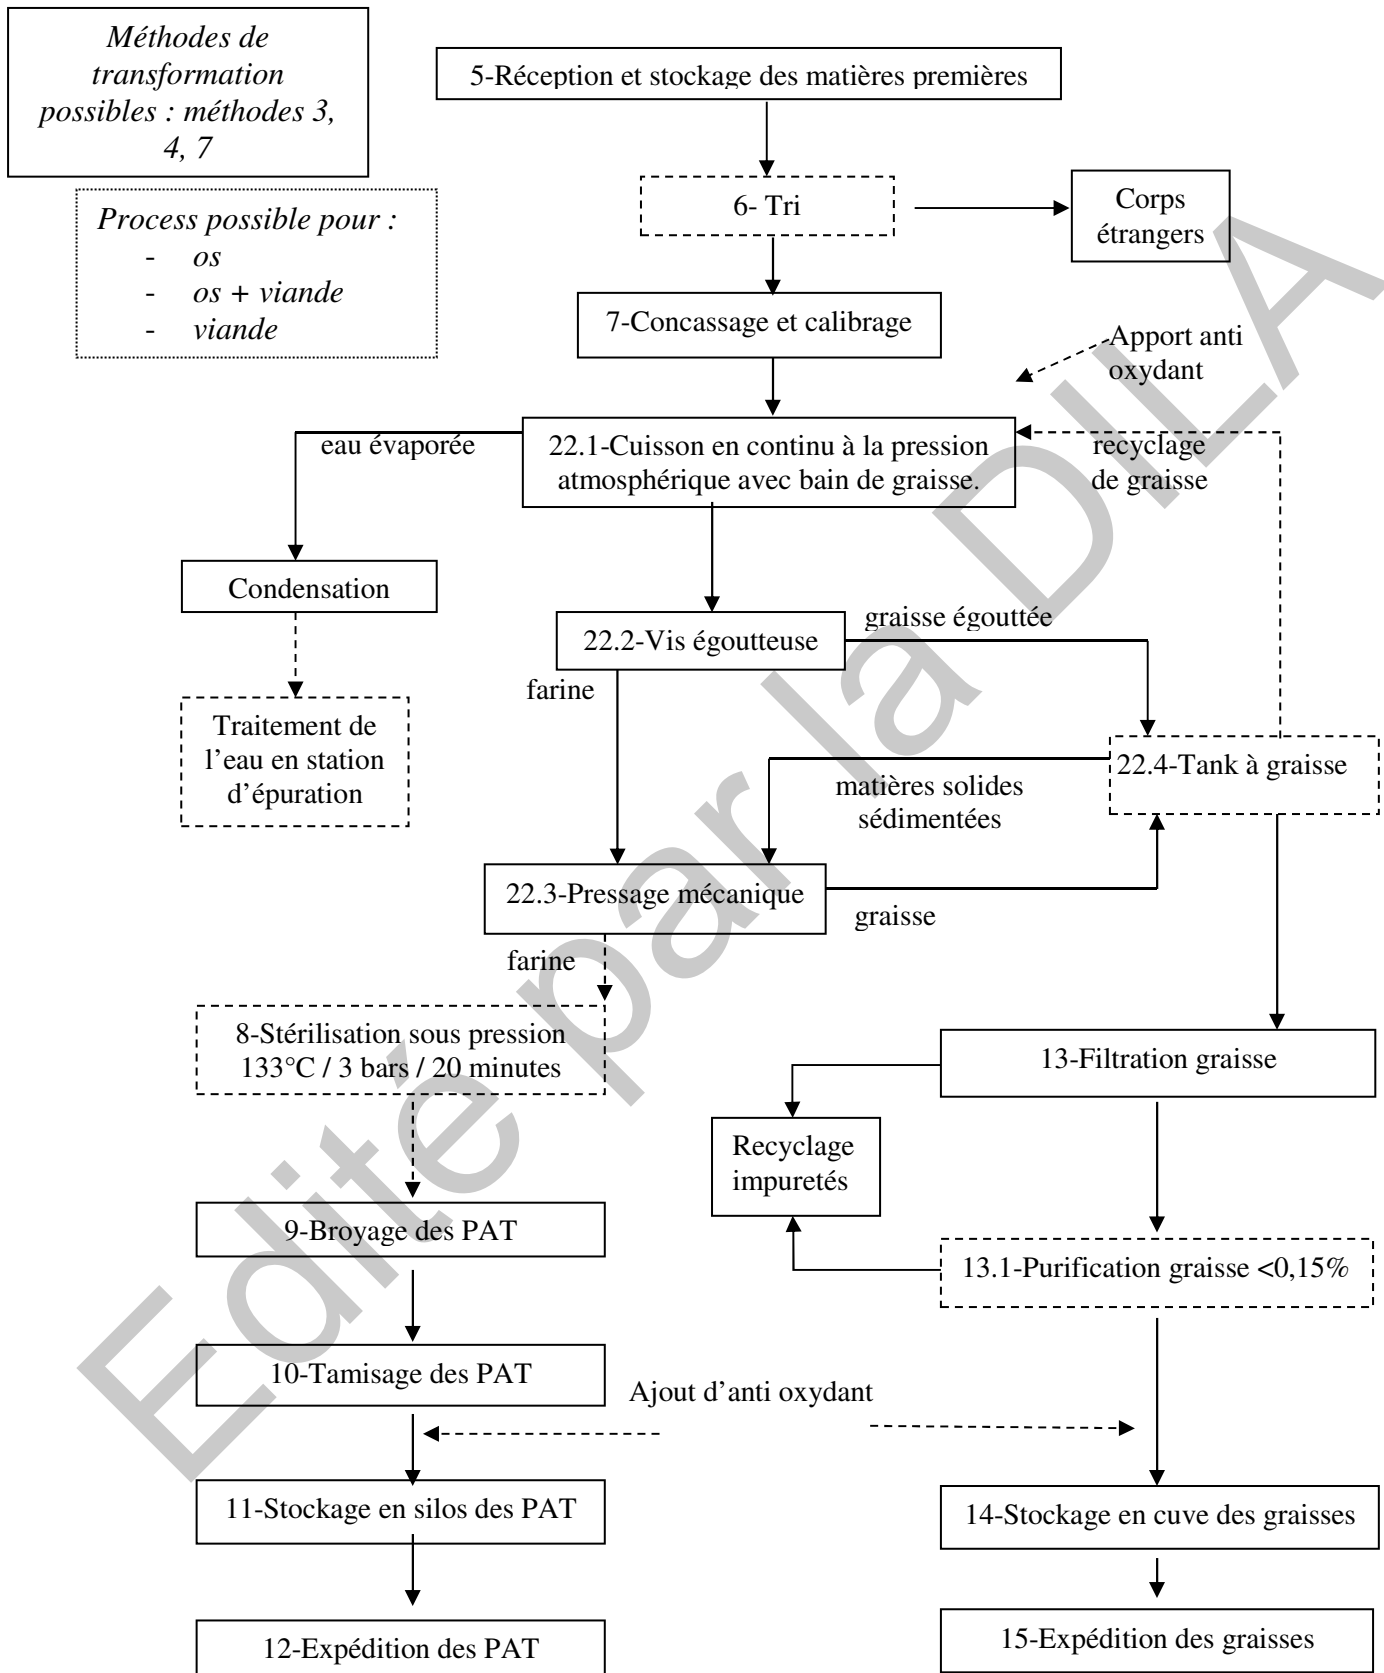 Méthodes de
transformation
possibles : méthodes 3,
4, 7
5-Réception et stockage des matières premières
Process possible pour :
- os
- os + viande
- viande
6- Tri
Corps
étrangers
7-Concassage et calibrage
Apport anti
oxydant
eau évaporée
22.1-Cuisson en continu à la pression
atmosphérique avec bain de graisse.
recyclage
de graisse
Condensation
22.2-Vis égoutteuse
graisse égouttée
farine
Traitement de
l’eau en station
d’épuration
22.4-Tank à graisse
matières solides
sédimentées
22.3-Pressage mécanique
graisse
farine
8-Stérilisation sous pression
133°C / 3 bars / 20 minutes
13-Filtration graisse
Recyclage
impuretés
9-Broyage des PAT
13.1-Purification graisse <0,15%
10-Tamisage des PAT
Ajout d’anti oxydant
11-Stockage en silos des PAT
14-Stockage en cuve des graisses
12-Expédition des PAT
15-Expédition des graisses
Edité par la DILA